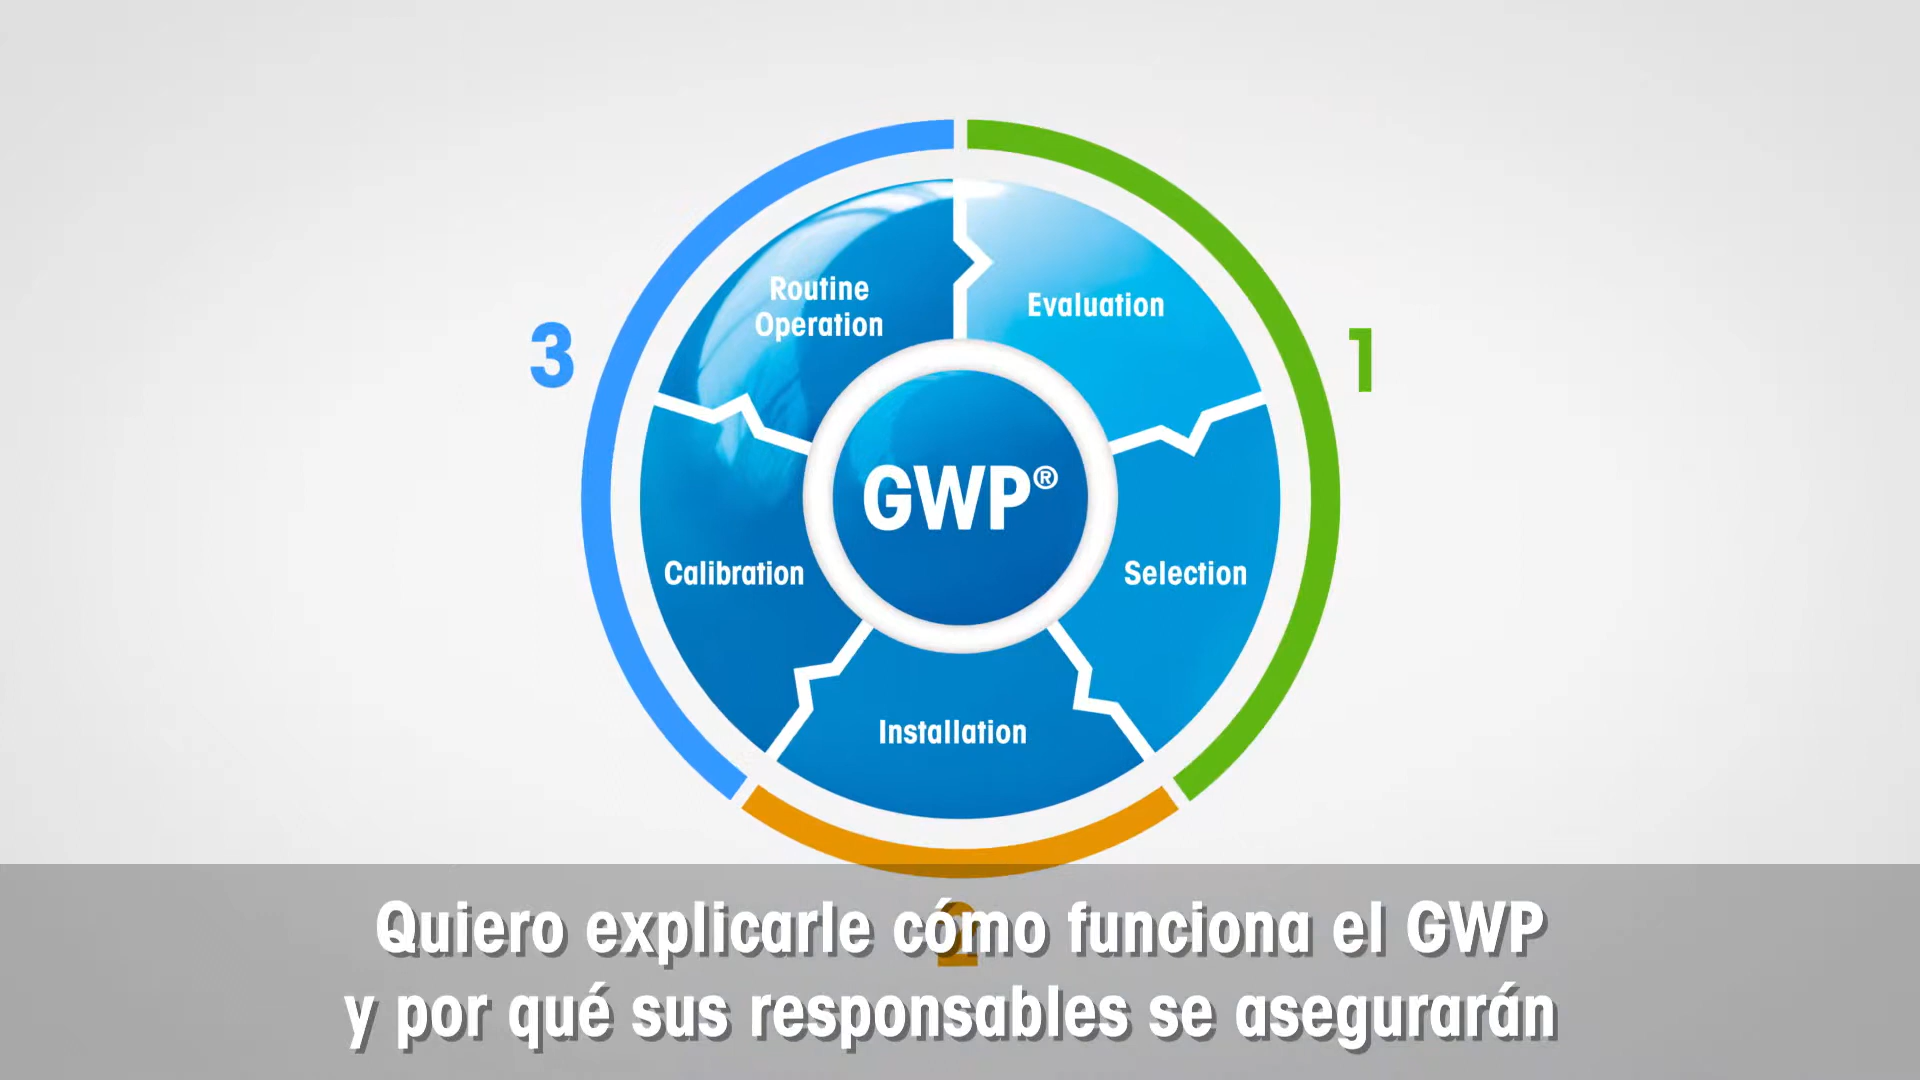 Routine
Operation
Evaluation
3
1
GWP®
Calibration
Selection
Installation
2
Quiero explicarle cómo funciona el GWP
y por qué sus responsables se asegurarán